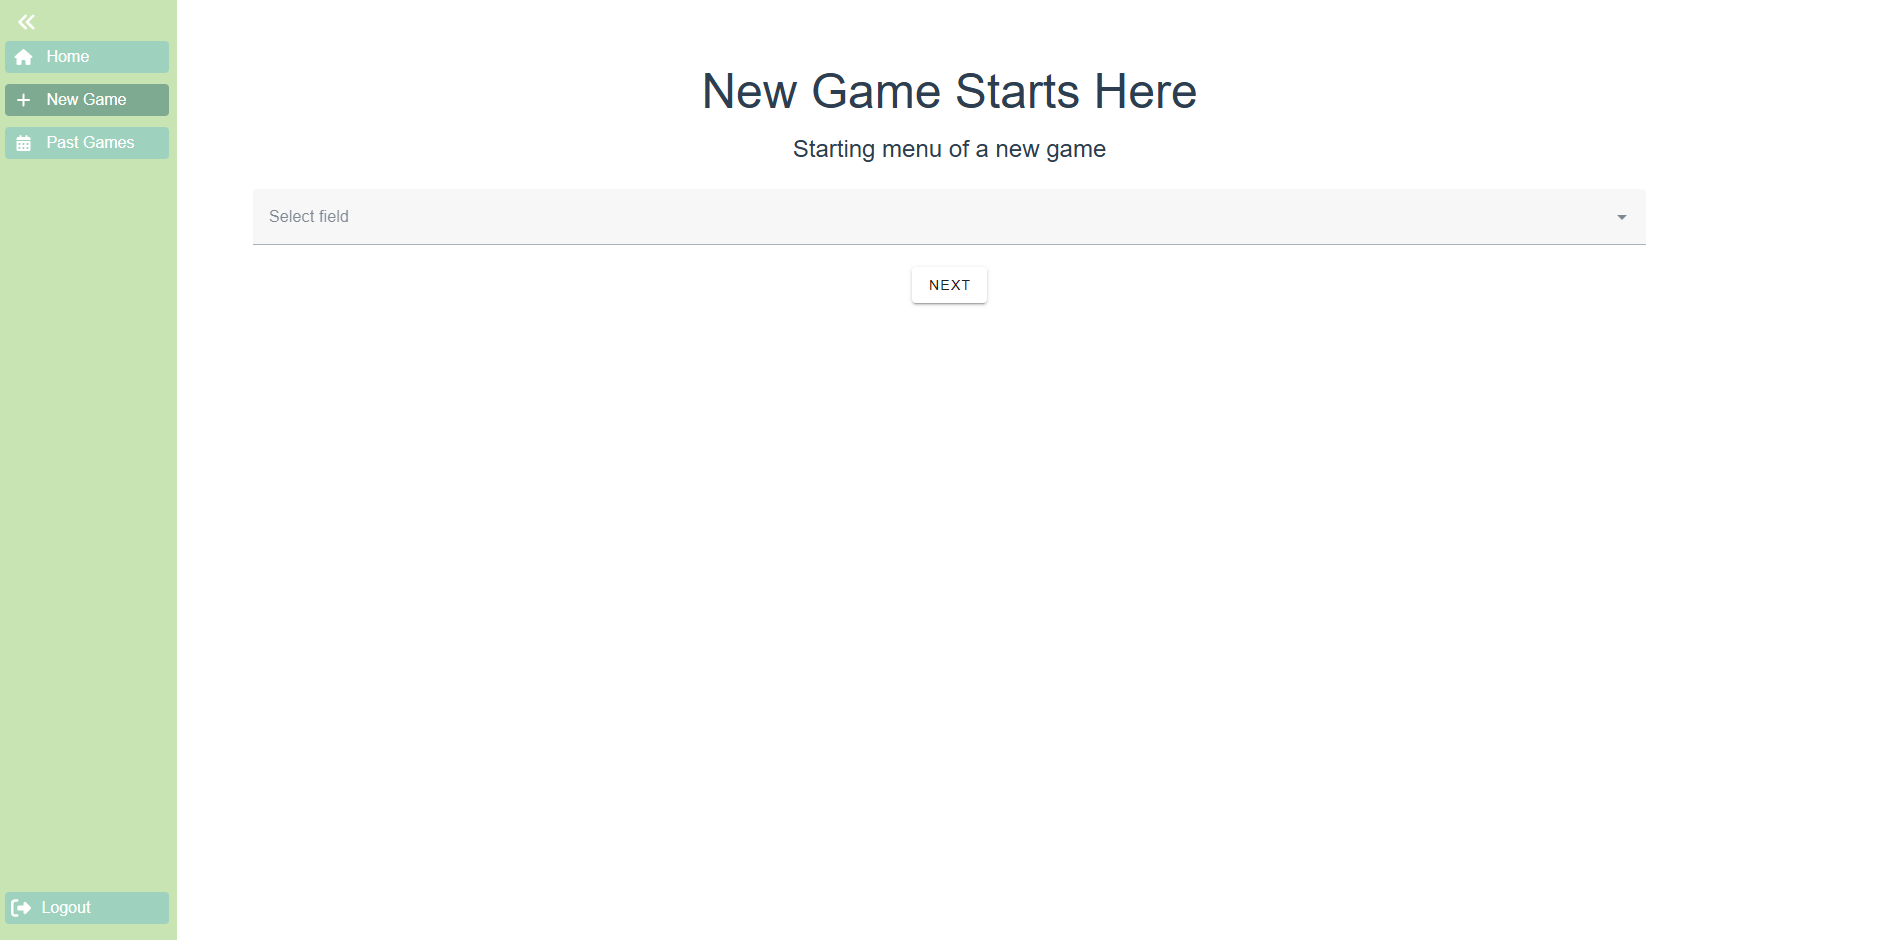 Home
New Game
Past Games
Logout
New Game Starts Here
Starting menu of a new game
Select field
NEXT